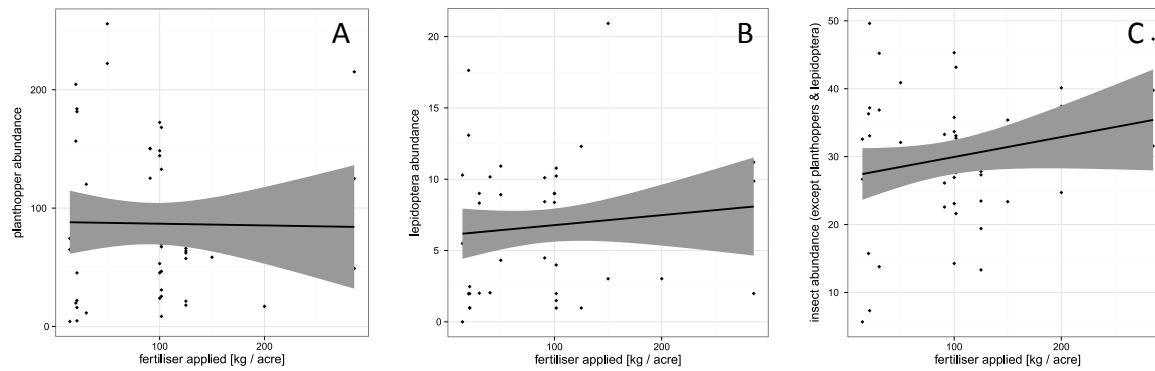 A
planthopper abundance
200
100
0
100
200
fertiliser applied [kg / acre]
B
lepidoptera abundance
20
15
10
5
0
100
200
fertiliser applied [kg / acre]
C
insect abundance (except planthoppers & lepidoptera)
50
40
30
20
10
100
200
fertiliser applied [kg / acre]